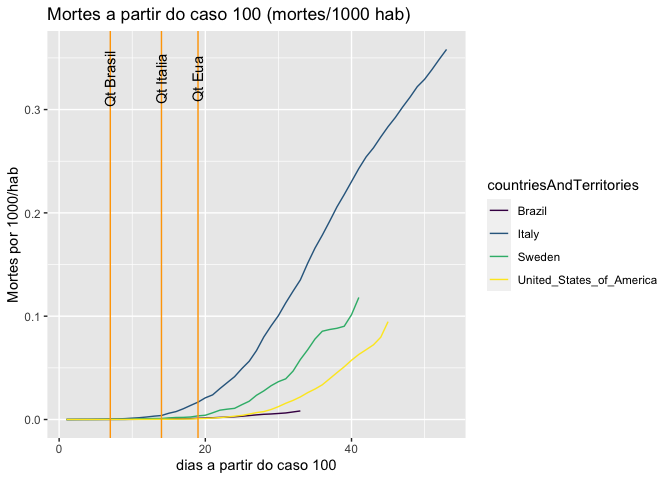 Mortes a partir do caso 100 (mortes/1000 hab)
Qt Brasil
Qt Italia
Qt Eua
Mortes por 1000/hab
0.3
0.2
0.1
0.0
0
20
40
dias a partir do caso 100
countriesAndTerritories
Brazil
Italy
Sweden
United_States_of_America